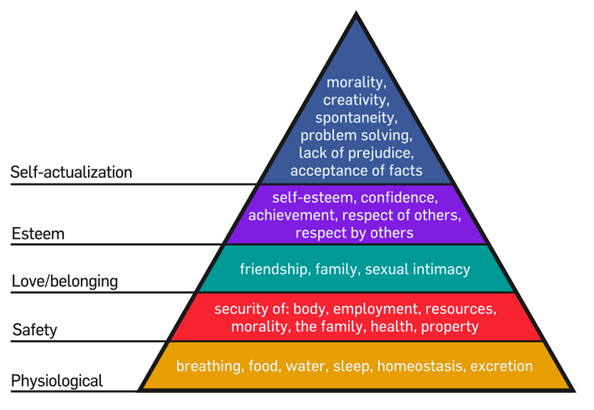 morality,
creativity,
spontaneity,
problem solving,
lack of prejudice,
acceptance of facts
Self-actualization
self-esteem, confidence,
achievement, respect of others,
respect by others
Esteem
friendship, family, sexual intimacy
Love/belonging
security of: body, employment, resources,
morality, the family, health, property
Safety
breathing, food, water, sleep, homeostasis, excretion
Physiological